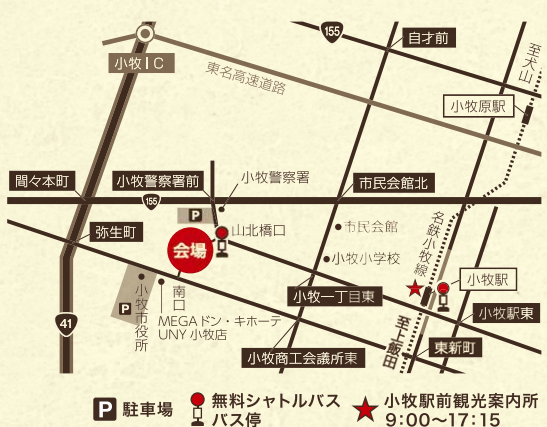 155
自才前
至犬山
小牧IC
東名高速道路
小牧原駅
間々本町
小牧警察署前
小牧警察署
市民会館北
155
P
弥生町
山北橋口
市民会館
名鉄小牧線
会場
小牧小学校
小牧駅
小牧市役所
南口
P
MEGAドン・キホーテ
UNY 小牧店
小牧一丁目東
小牧駅東
41
至上飯田
東新町
小牧商工会議所東
P 駐車場
無料シャトルバス
バス停
小牧駅前観光案内所
9:00〜17:15